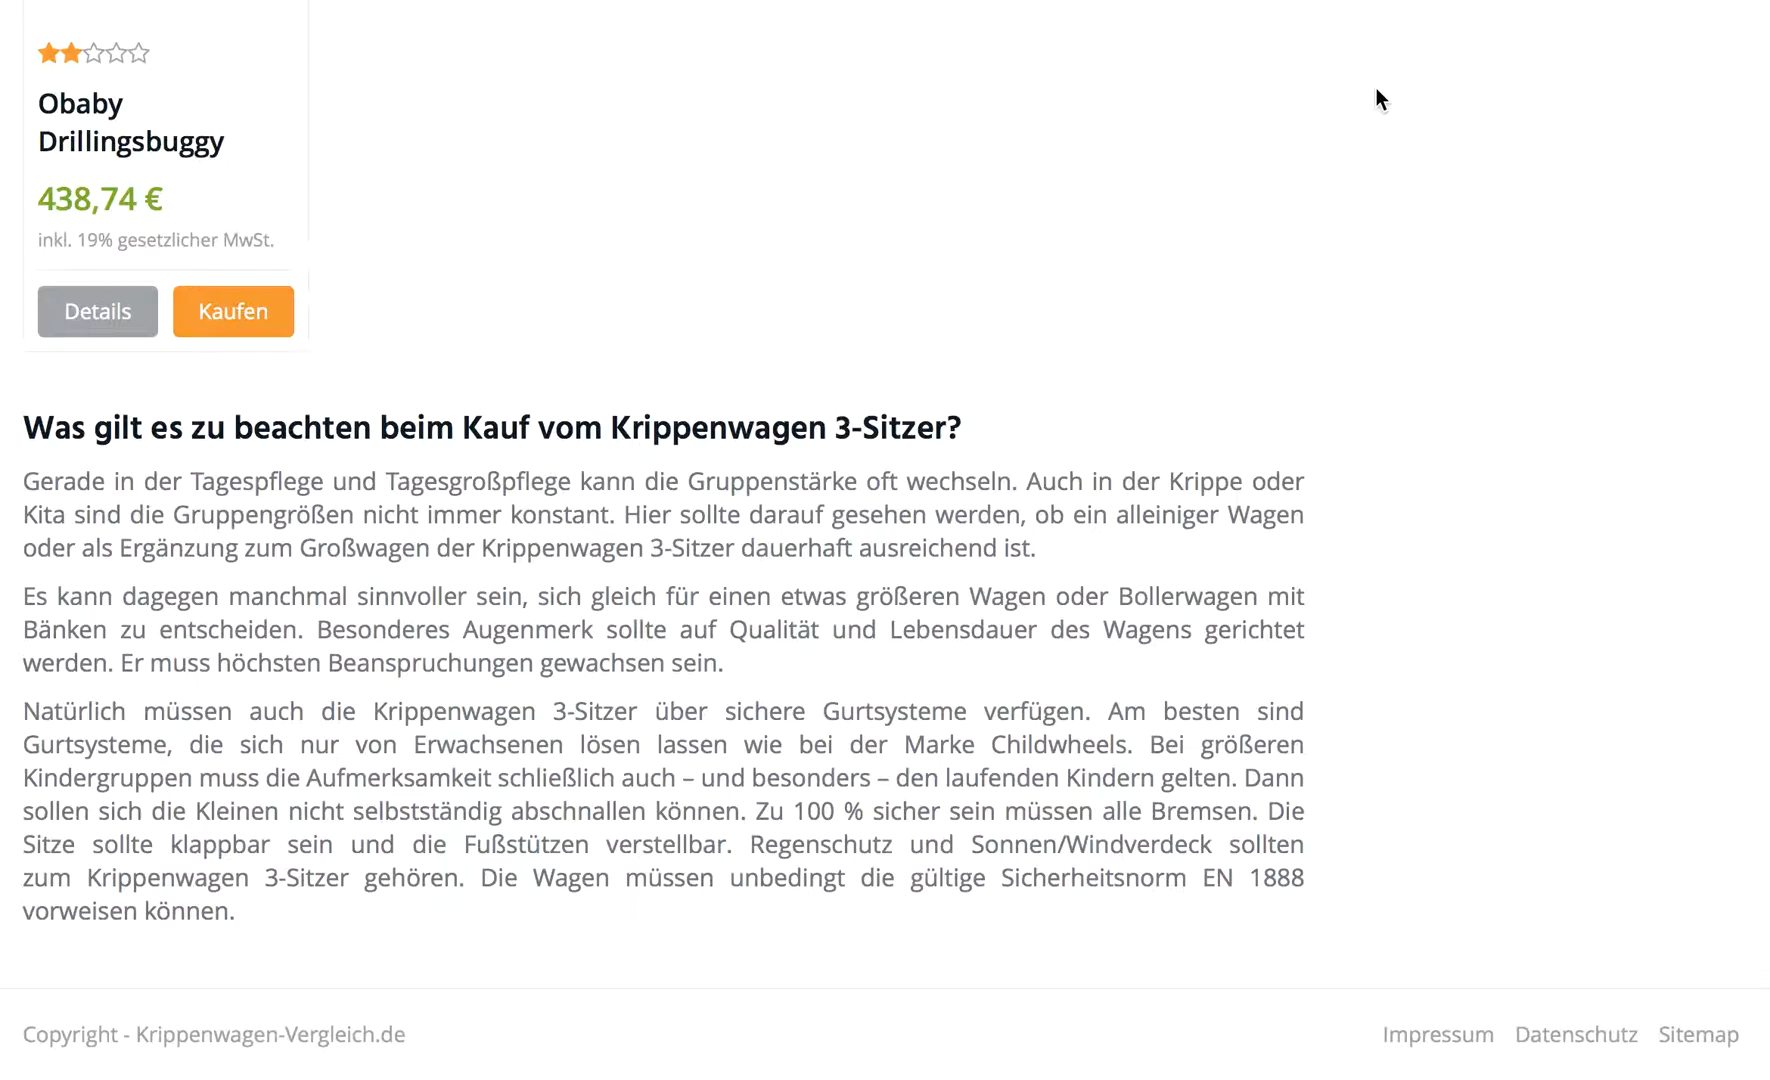 Obaby
Drillingsbuggy
438,74 €
inkl. 19% gesetzlicher MwSt.
Details Kaufen
Was gilt es zu beachten beim Kauf vom Krippenwagen 3-Sitzer?
Gerade in der Tagespflege und Tagesgroßpflege kann die Gruppenstärke oft wechseln. Auch in der Krippe oder
Kita sind die Gruppengrößen nicht immer konstant. Hier sollte darauf gesehen werden, ob ein alleiniger Wagen
oder als Ergänzung zum Großwagen der Krippenwagen 3-Sitzer dauerhaft ausreichend ist.
Es kann dagegen manchmal sinnvoller sein, sich gleich für einen etwas größeren Wagen oder Bollerwagen mit
Bänken zu entscheiden. Besonderes Augenmerk sollte auf Qualität und Lebensdauer des Wagens gerichtet
werden. Er muss höchsten Beanspruchungen gewachsen sein.
Natürlich müssen auch die Krippenwagen 3-Sitzer über sichere Gurtsysteme verfügen. Am besten sind
Gurtsysteme, die sich nur von Erwachsenen lösen lassen wie bei der Marke Childwheels. Bei größeren
Kindergruppen muss die Aufmerksamkeit schließlich auch – und besonders – den laufenden Kindern gelten. Dann
sollen sich die Kleinen nicht selbstständig abschnallen können. Zu 100 % sicher sein müssen alle Bremsen. Die
Sitze sollte klappbar sein und die Fußstützen verstellbar. Regenschutz und Sonnen/Windverdeck sollten
zum Krippenwagen 3-Sitzer gehören. Die Wagen müssen unbedingt die gültige Sicherheitsnorm EN 1888
vorweisen können.
Copyright - Krippenwagen-Vergleich.de
Impressum Datenschutz Sitemap